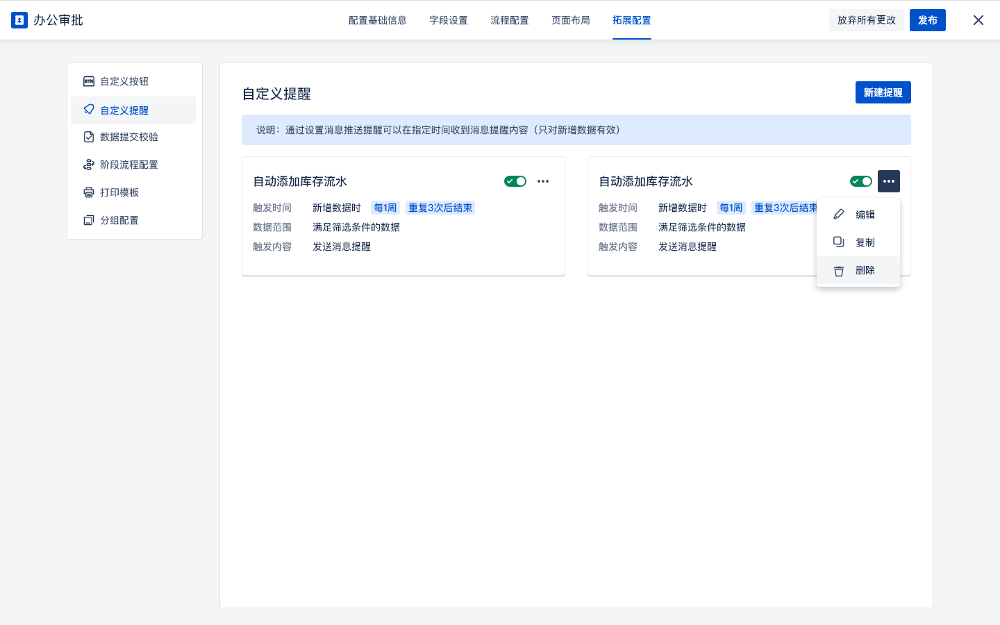 办公审批
配置基础信息 字段设置 流程配置 页面布局 拓展配置
放弃所有更改 发布
BTN 自定义按钮
自定义提醒
数据提交校验
阶段流程配置
打印模板
分组配置
自定义提醒
新建提醒
说明：通过设置消息推送提醒可以在指定时间收到消息提醒内容（只对新增数据有效）
自动添加库存流水
触发时间 新增数据时 每1周 重复3次后结束
数据范围 满足筛选条件的数据
触发内容 发送消息提醒
自动添加库存流水
触发时间 新增数据时 每1周 重复3次后结束
数据范围 满足筛选条件的数据
触发内容 发送消息提醒
编辑
复制
删除